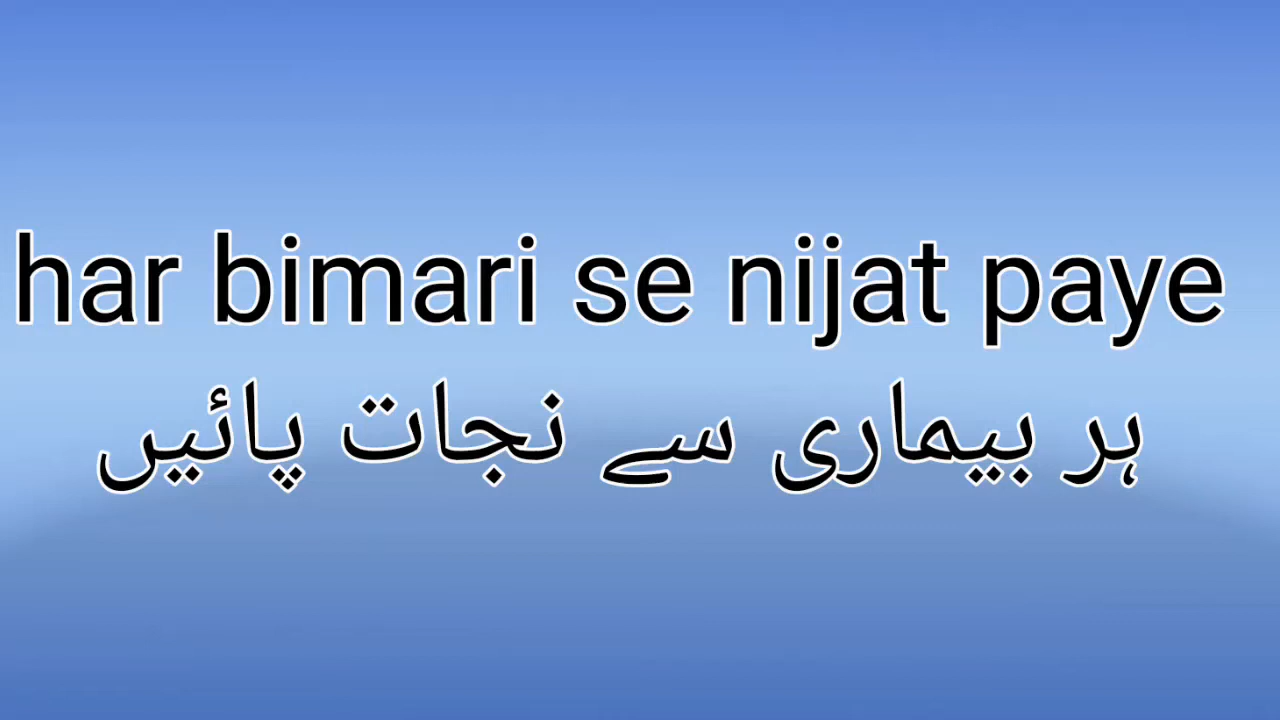 har bimari se nijat paye
ہر بیماری سے نجات پائیں